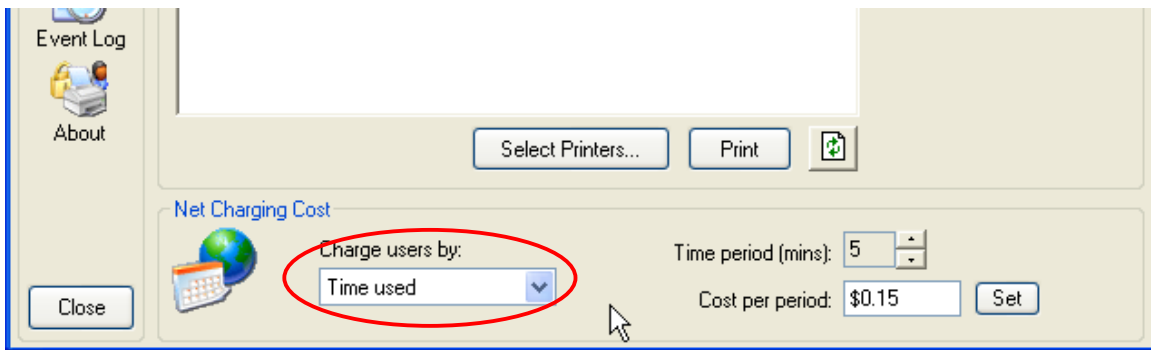 Event Log
About
Select Printers...
Print
Net Charging Cost
Charge users by:
Time used
Time period (mins):
5
Cost per period:
$0.15
Set
Close